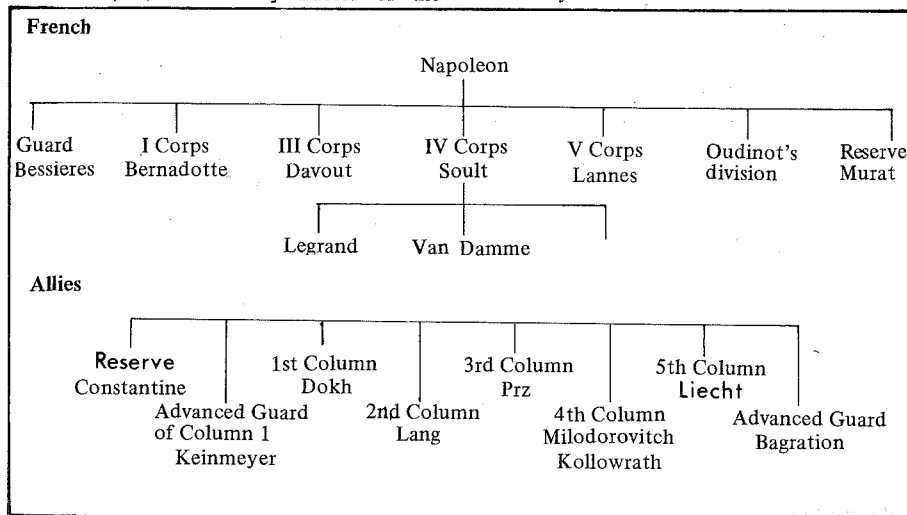 French
Napoleon
Guard
Bessieres
I Corps
Bernadotte
III Corps
Davout
IV Corps
Soult
V Corps
Lannes
Oudinot's
division
Reserve
Murat
Legrand
Van Damme
Allies
Reserve
Constantine
Advanced Guard
of Column 1
Keinmeyer
1st Column
Dokh
2nd Column
Lang
3rd Column
Prz
4th Column
Milodorovitch
Kollowrath
5th Column
Liecht
Advanced Guard
Bagration